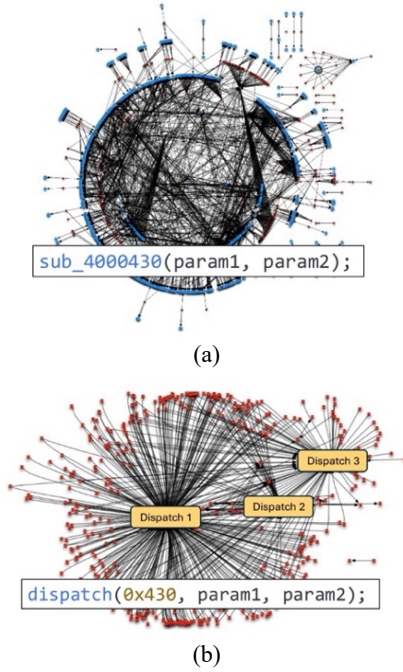 sub_4000430(param1, param2);
(a)
Dispatch 3
Dispatch 2
Dispatch 1
dispatch(0x430, param1, param2);
(b)